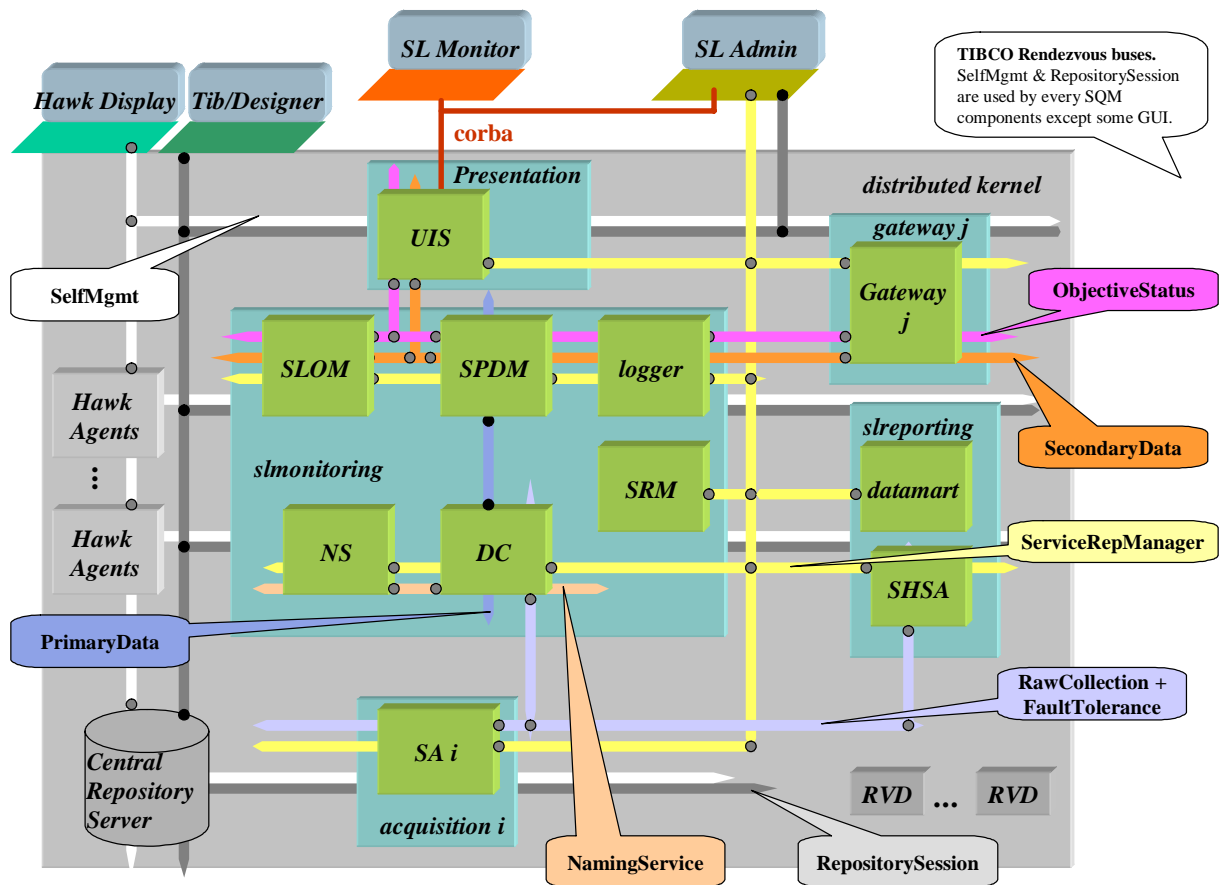 SL Monitor
SL Admin
Hawk Display
Tib/Designer
TIBCO Rendezvous buses.
SelfMgmt & RepositorySession
are used by every SQM
components except some GUI.
corba
Presentation
distributed kernel
UIS
gateway j
SelfMgmt
Gateway
j
ObjectiveStatus
SLOM
SPDM
logger
Hawk
Agents
...
slreporting
SecondaryData
slmonitoring
SRM
datamart
Hawk
Agents
NS
DC
ServiceRepManager
SHSA
PrimaryData
RawCollection +
FaultTolerance
SA i
Central
Repository
Server
RVD
...
RVD
acquisition i
NamingService
RepositorySession